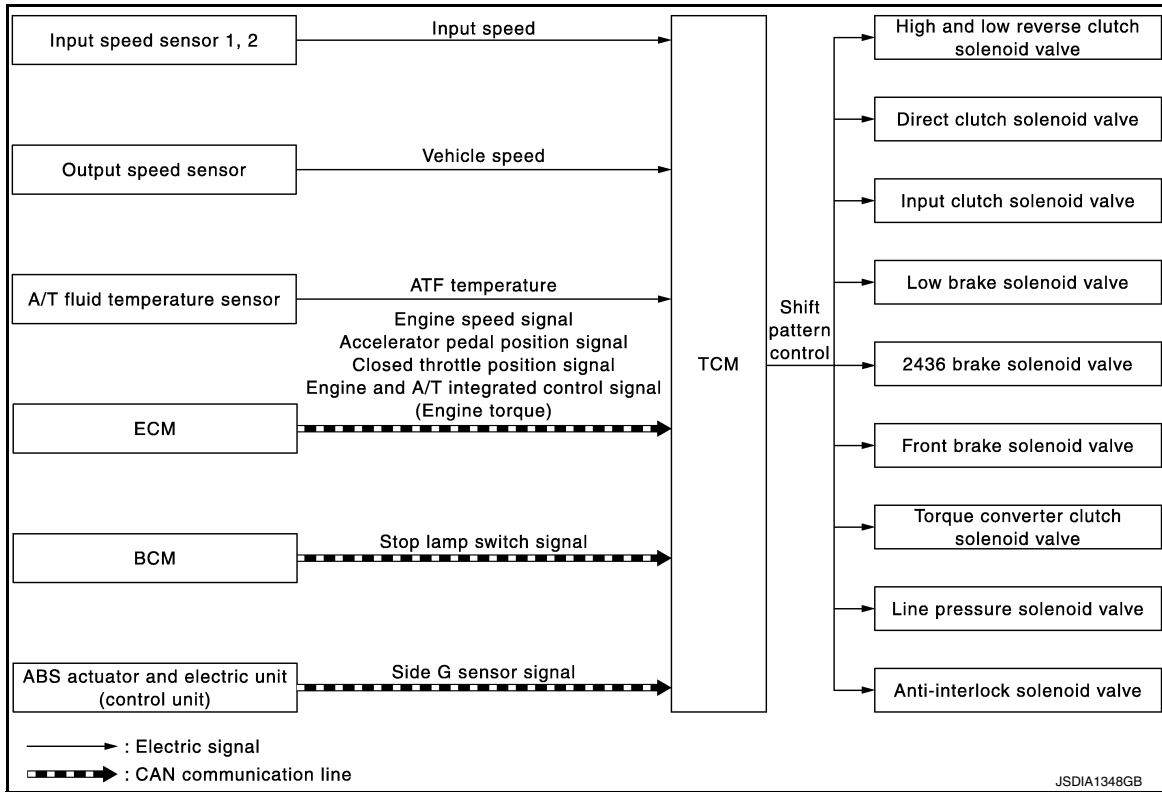 Input speed sensor 1, 2
Input speed
Output speed sensor
Vehicle speed
A/T fluid temperature sensor
ATF temperature
Engine speed signal
Accelerator pedal position signal
Closed throttle position signal
Engine and A/T integrated control signal
(Engine torque)
ECM
BCM
Stop lamp switch signal
ABS actuator and electric unit
(control unit)
Side G sensor signal
TCM
Shift
pattern
control
High and low reverse clutch
solenoid valve
Direct clutch solenoid valve
Input clutch solenoid valve
Low brake solenoid valve
2436 brake solenoid valve
Front brake solenoid valve
Torque converter clutch
solenoid valve
Line pressure solenoid valve
Anti-interlock solenoid valve
: Electric signal
: CAN communication line
JSDIA1348GB